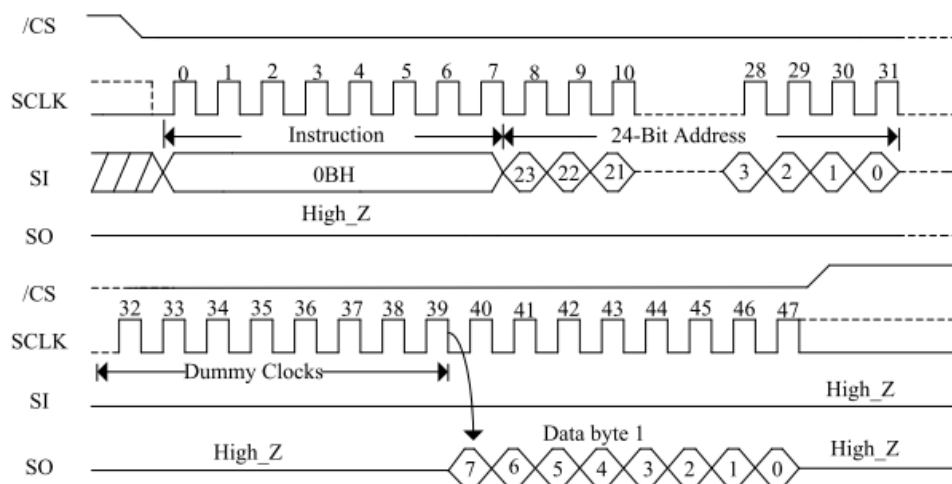 /CS
0 1 2 3 4 5 6 7 8 9 10 28 29 30 31
SCLK
Instruction 24-Bit Address
SI 0BH 23 22 21 3 2 1 0
High_Z
SO
/CS
32 33 34 35 36 37 38 39 40 41 42 43 44 45 46 47
SCLK
Dummy Clocks
SI High_Z
Data byte 1
SO High_Z 7 6 5 4 3 2 1 0 High_Z